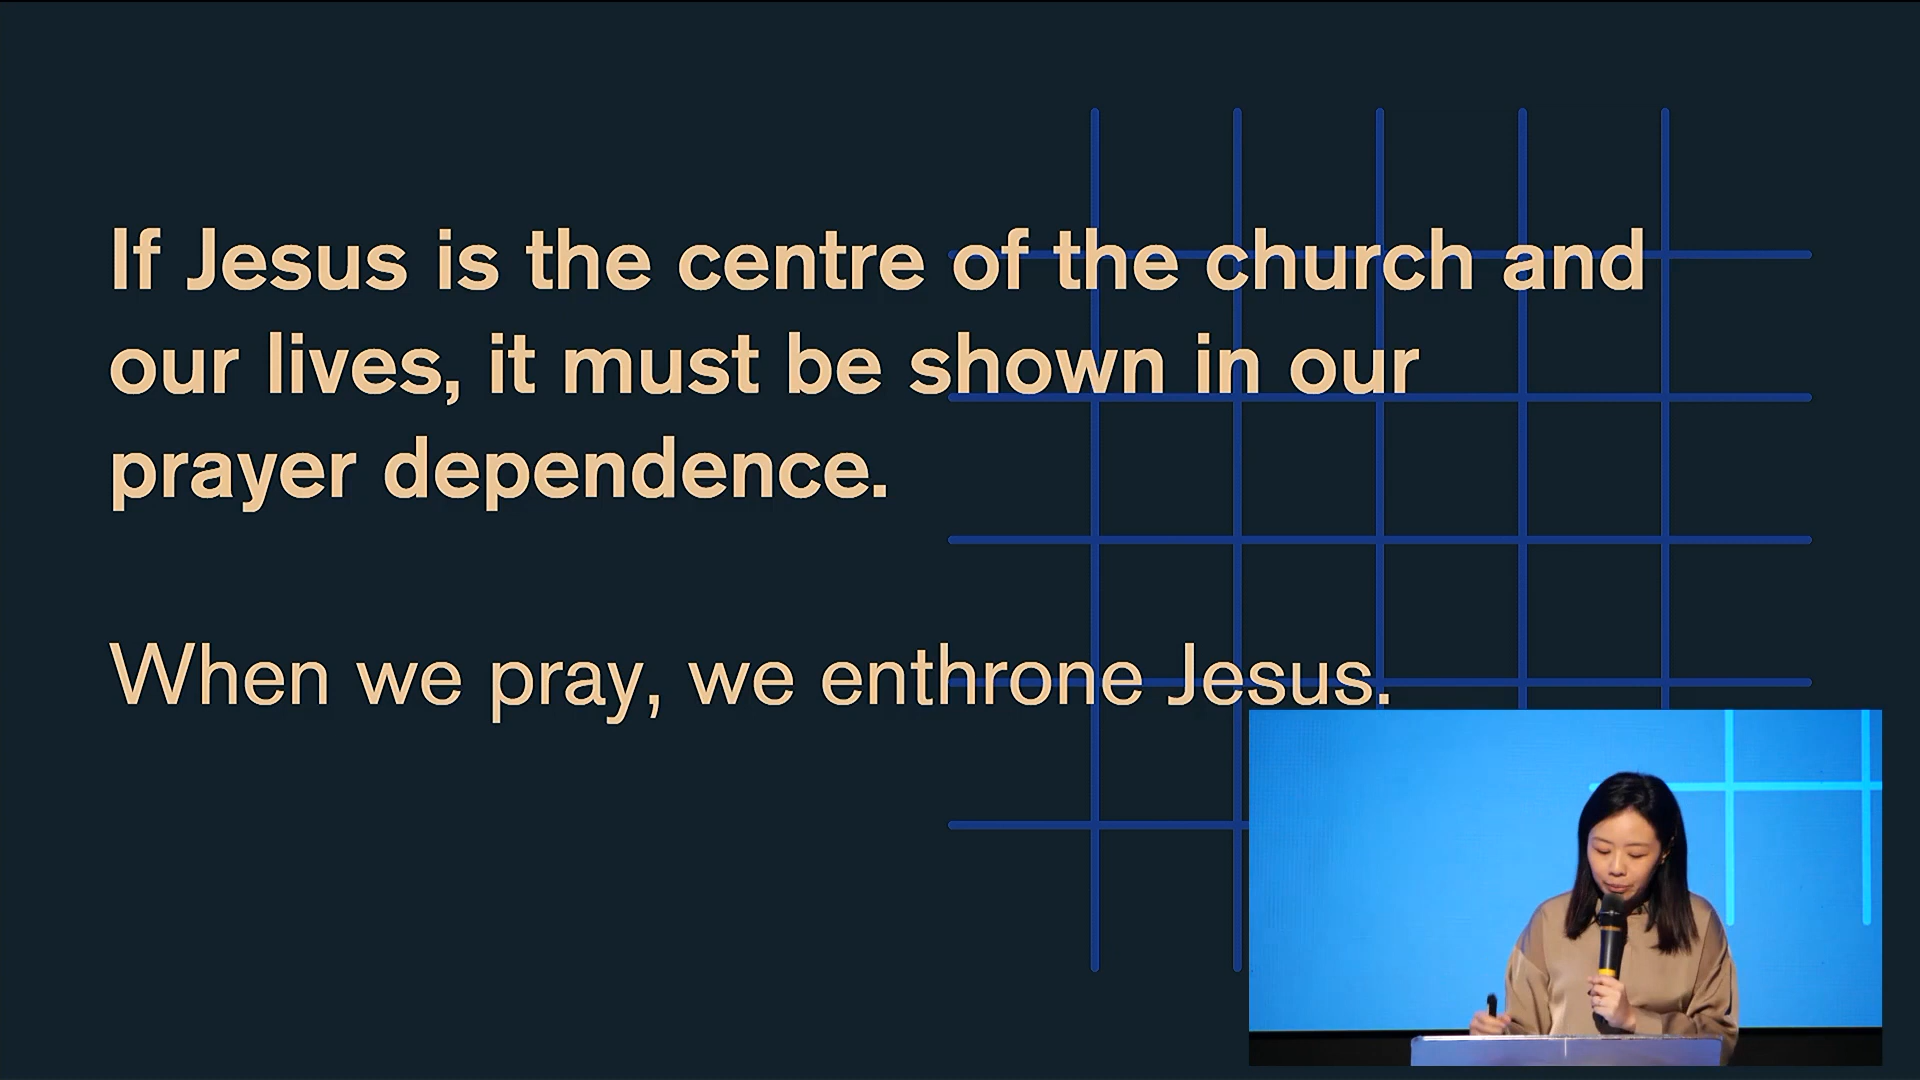 If Jesus is the centre of the church and
our lives, it must be shown in our
prayer dependence.
When we pray, we enthrone Jesus.